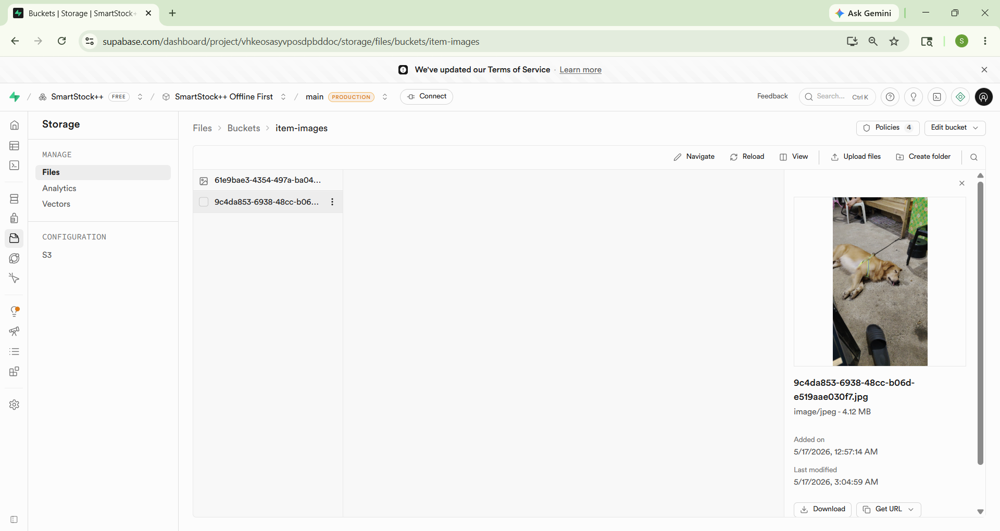 Buckets | Storage | SmartStock+
Ask Gemini
supabase.com/dashboard/project/vhkeosasyvposdpbddoc/storage/files/buckets/item-images
S
We've updated our Terms of Service · Learn more
/ SmartStock++ FREE / SmartStock++ Offline First / main PRODUCTION Connect
Feedback
Search... Ctrl K
Storage
Files > Buckets > item-images
Policies 4
Edit bucket
MANAGE
Files
Analytics
Vectors
CONFIGURATION
S3
Navigate
Reload
View
Upload files
Create folder
61e9bae3-4354-497a-ba04...
9c4da853-6938-48cc-b06...
9c4da853-6938-48cc-b06d-
e519aae030f7.jpg
image/jpeg - 4.12 MB
Added on
5/17/2026, 12:57:14 AM
Last modified
5/17/2026, 3:04:59 AM
Download
Get URL